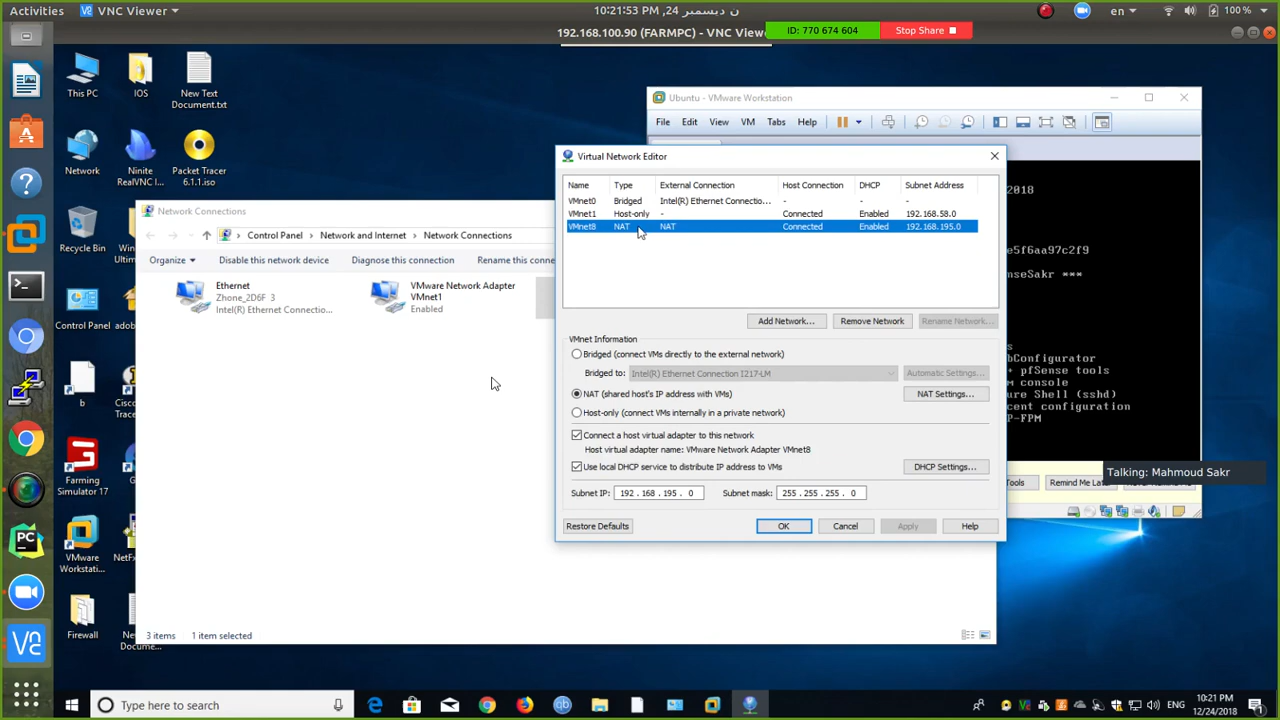 Activities
VNC Viewer
ن ديسمبر 24, 10:21:53 PM
en
100 %
192.168.100.90 (FARMPC) - VNC Viewe
ID: 770 674 604
Stop Share
This PC
IOS
New Text
Document.txt
Network
Ninite
RealVNC I...
Packet Tracer
6.1.1.iso
Recycle Bin
Control Panel
Farming
Simulator 17
VMware
Workstati...
Firewall
Ubuntu - VMware Workstation
File
Edit
View
VM
Tabs
Help
2018
e5f6aa97c2f9
nseSakr ***
bConfigurator
+ pfSense tools
M console
ure Shell (sshd)
cent configuration
P-FPM
Talking: Mahmoud Sakr
Tools
Remind Me Late
Network Connections
Control Panel
Network and Internet
Network Connections
Organize
Disable this network device
Diagnose this connection
Rename this conne
Ethernet
Zhone_2D6F 3
Intel(R) Ethernet Connectio...
VMware Network Adapter
VMnet1
Enabled
3 items
1 item selected
Virtual Network Editor
Name Type External Connection Host Connection DHCP Subnet Address
VMnet0 Bridged Intel(R) Ethernet Connectio... - - -
VMnet1 Host-only - Connected Enabled 192.168.58.0
VMnet8 NAT NAT Connected Enabled 192.168.195.0
Add Network...
Remove Network
Rename Network...
VMnet Information
Bridged (connect VMs directly to the external network)
Bridged to:
Intel(R) Ethernet Connection I217-LM
Automatic Settings...
NAT (shared host's IP address with VMs)
NAT Settings...
Host-only (connect VMs internally in a private network)
Connect a host virtual adapter to this network
Host virtual adapter name: VMware Network Adapter VMnet8
Use local DHCP service to distribute IP address to VMs
DHCP Settings...
Subnet IP: 192 . 168 . 195 . 0
Subnet mask: 255 . 255 . 255 . 0
Restore Defaults
OK
Cancel
Apply
Help
Type here to search
10:21 PM
12/24/2018